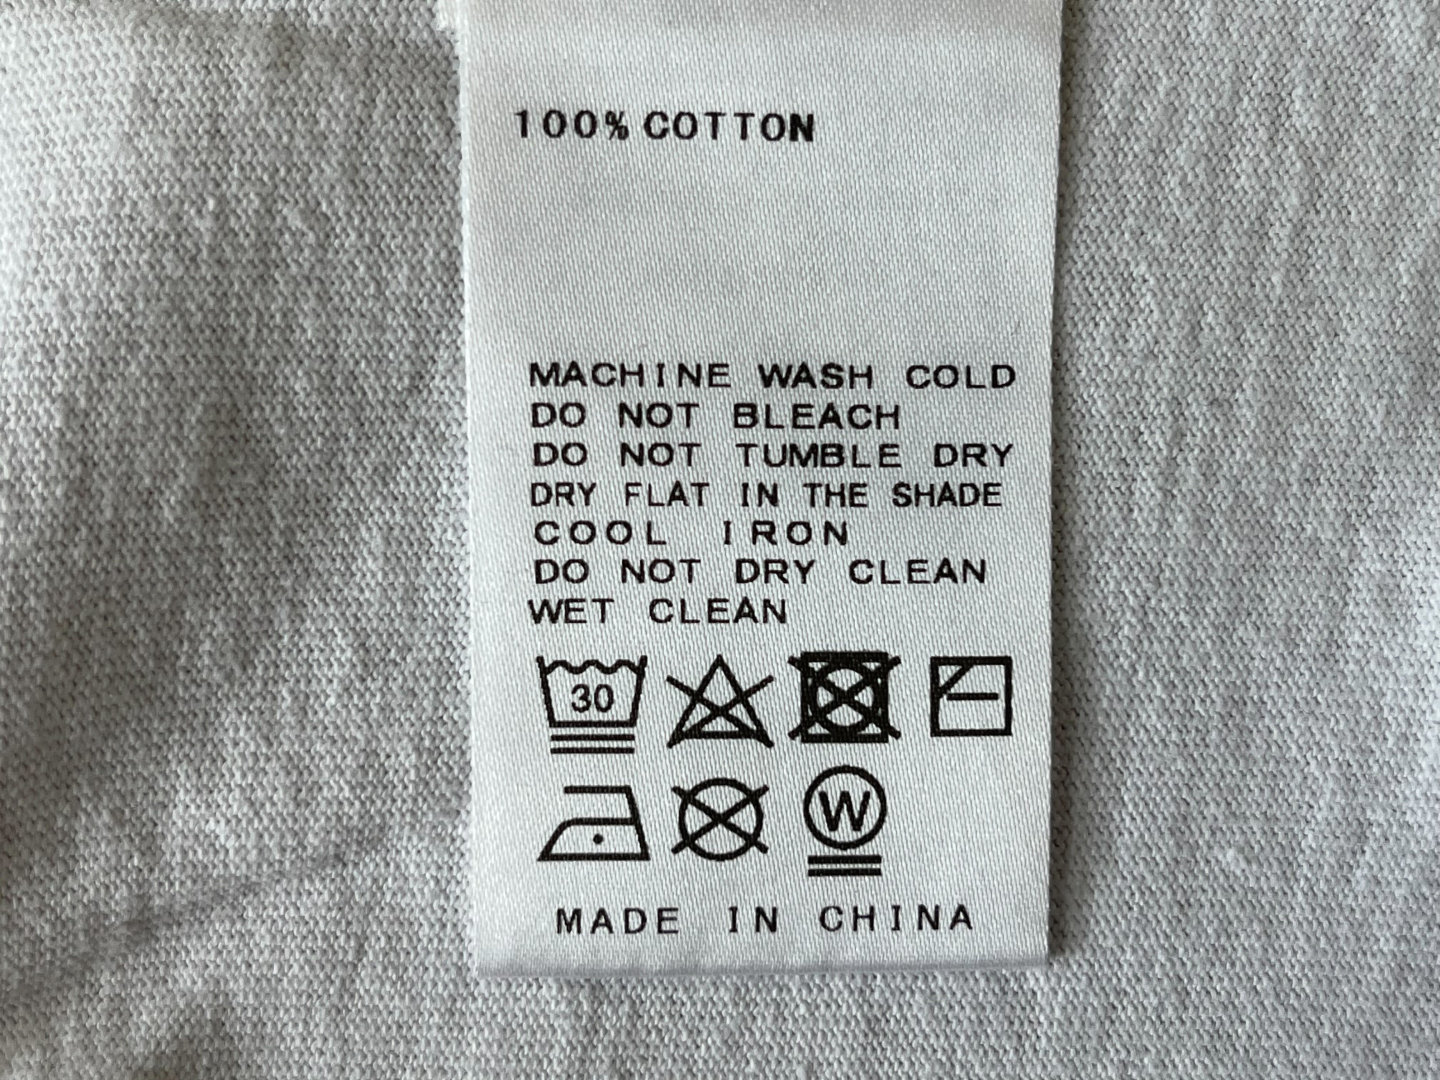 100% COTTON
MACHINE WASH COLD
DO NOT BLEACH
DO NOT TUMBLE DRY
DRY FLAT IN THE SHADE
COOL IRON
DO NOT DRY CLEAN
WET CLEAN
30
W
MADE IN CHINA